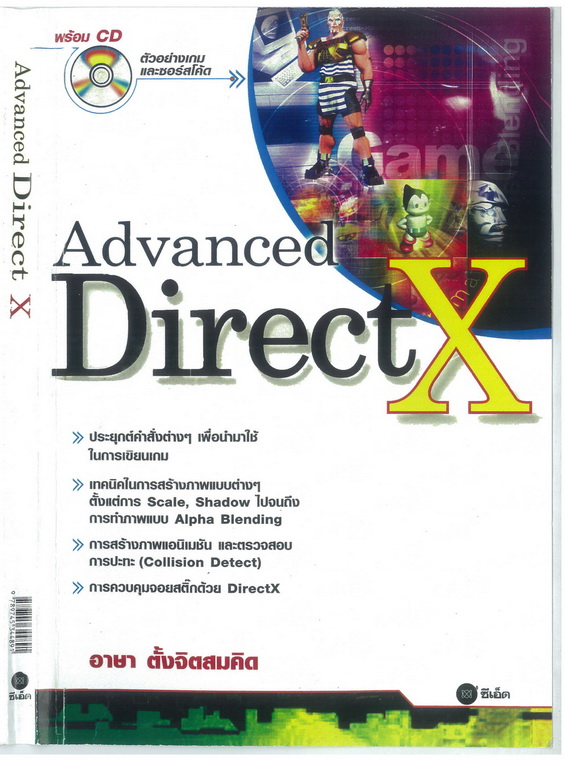 Advanced Direct X
9789745344891
ซีเอ็ด
พร้อม CD
ตัวอย่างเกม
และซอร์สโค้ด
Game
Blending
Advanced
DirectX
ประยุกต์คำสั่งต่างๆ เพื่อนำมาใช้
ในการเขียนเกม
เทคนิคในการสร้างภาพแบบต่างๆ
ตั้งแต่การ Scale, Shadow ไปจนถึง
การทำภาพแบบ Alpha Blending
การสร้างภาพแอนิเมชัน และตรวจสอบ
การปะทะ (Collision Detect)
การควบคุมจอยสติ๊กด้วย DirectX
อาษา ตั้งจิตสมคิด
ซีเอ็ด